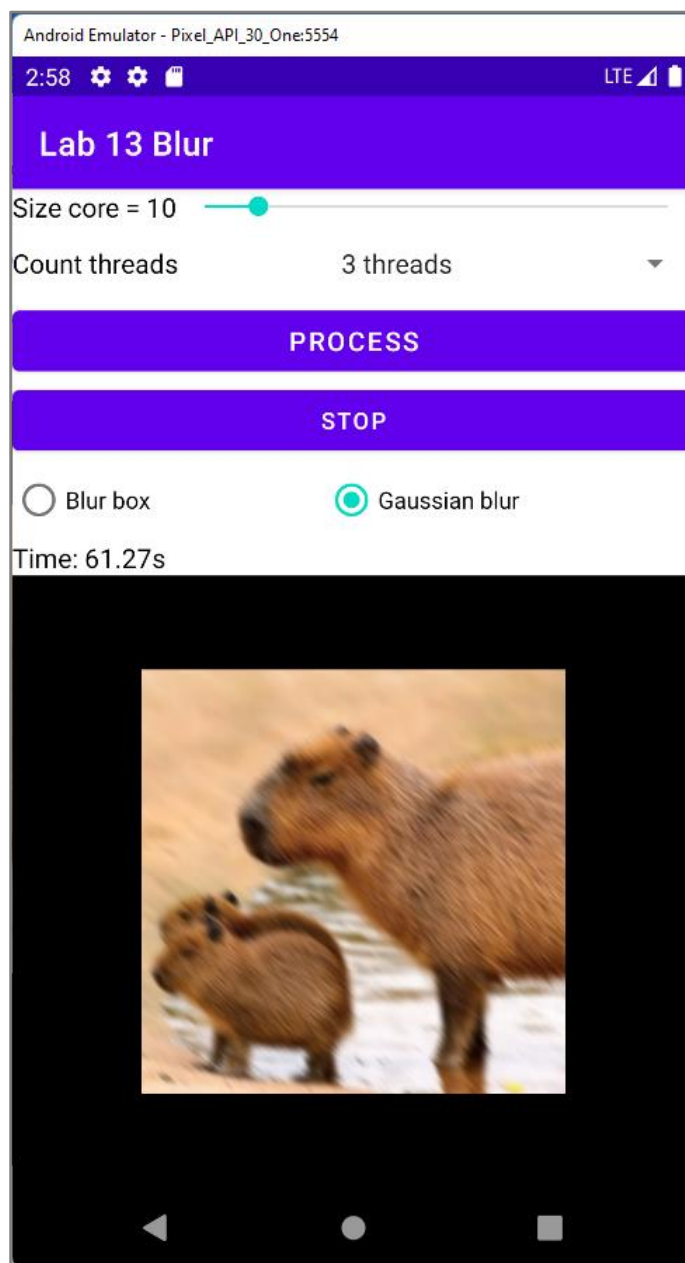 Android Emulator - Pixel_API_30_One:5554
2:58 LTE
Lab 13 Blur
Size core = 10
Count threads 3 threads
PROCESS
STOP
Blur box Gaussian blur
Time: 61.27s